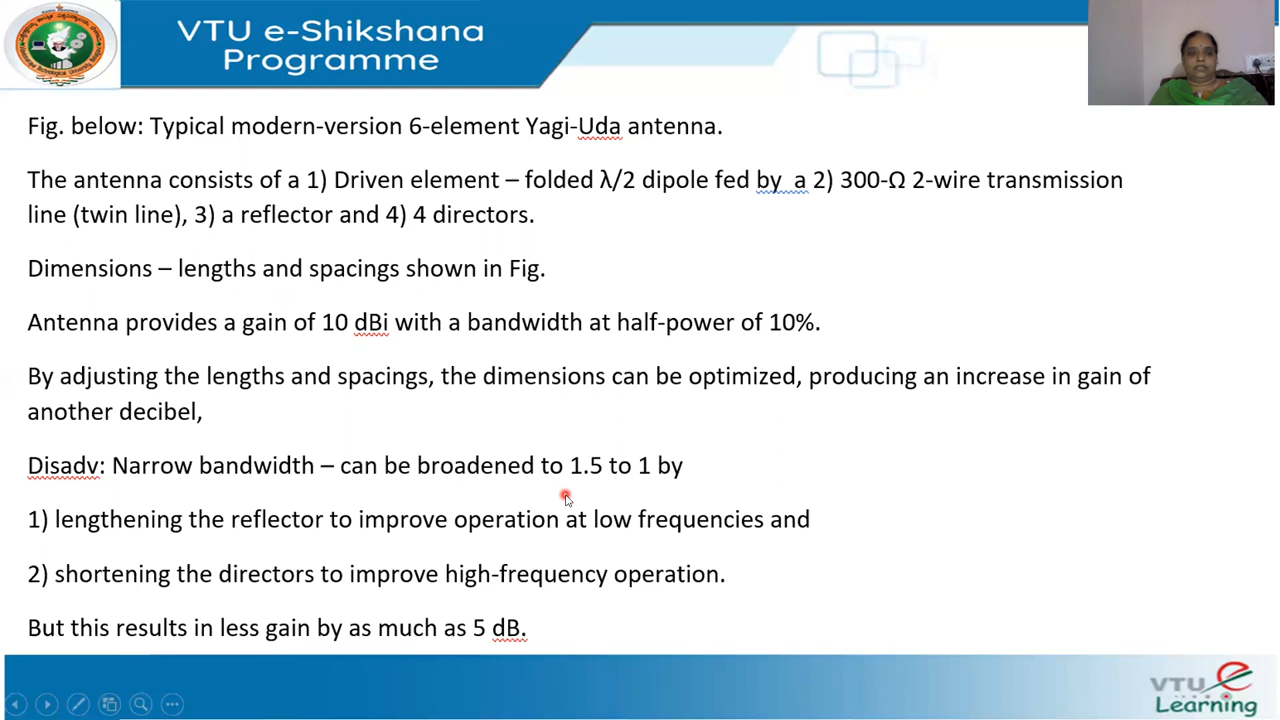 VTU e-Shikshana
Programme
Fig. below: Typical modern-version 6-element Yagi-Uda antenna.
The antenna consists of a 1) Driven element – folded λ/2 dipole fed by a 2) 300-Ω 2-wire transmission
line (twin line), 3) a reflector and 4) 4 directors.
Dimensions – lengths and spacings shown in Fig.
Antenna provides a gain of 10 dBi with a bandwidth at half-power of 10%.
By adjusting the lengths and spacings, the dimensions can be optimized, producing an increase in gain of
another decibel,
Disadv: Narrow bandwidth – can be broadened to 1.5 to 1 by
1) lengthening the reflector to improve operation at low frequencies and
2) shortening the directors to improve high-frequency operation.
But this results in less gain by as much as 5 dB.
VTU e
Learning